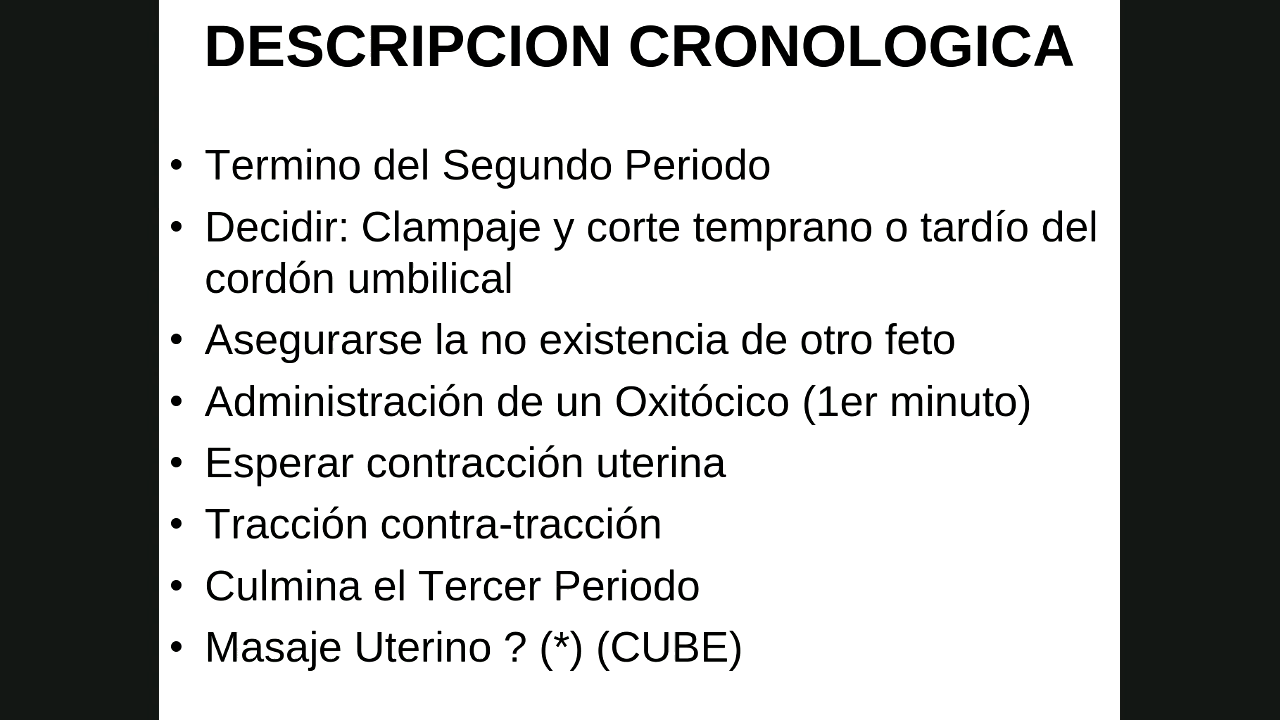 DESCRIPCION CRONOLOGICA
• Termino del Segundo Periodo
• Decidir: Clampaje y corte temprano o tardío del
cordón umbilical
• Asegurarse la no existencia de otro feto
• Administración de un Oxitócico (1er minuto)
• Esperar contracción uterina
• Tracción contra-tracción
• Culmina el Tercer Periodo
• Masaje Uterino ? (*) (CUBE)